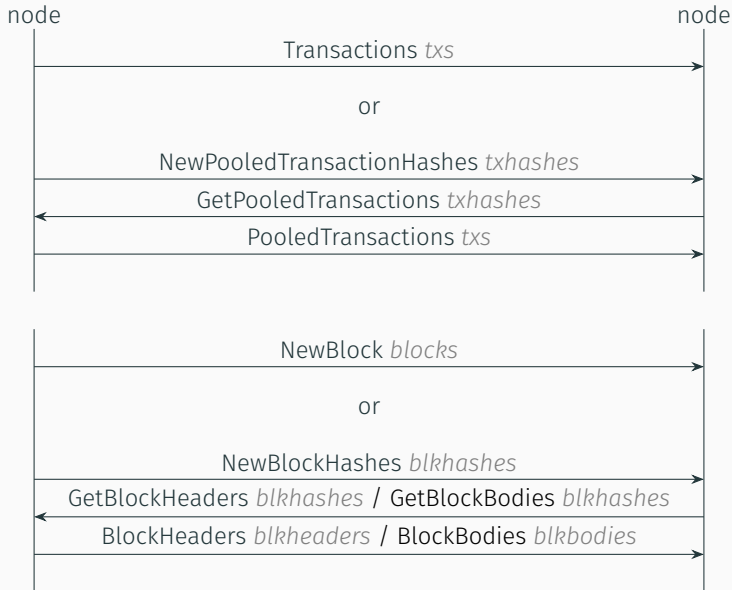 node node
Transactions txs
or
NewPooledTransactionHashes txhashes
GetPooledTransactions txhashes
PooledTransactions txs
NewBlock blocks
or
NewBlockHashes blkhashes
GetBlockHeaders blkhashes / GetBlockBodies blkhashes
BlockHeaders blkheaders / BlockBodies blkbodies